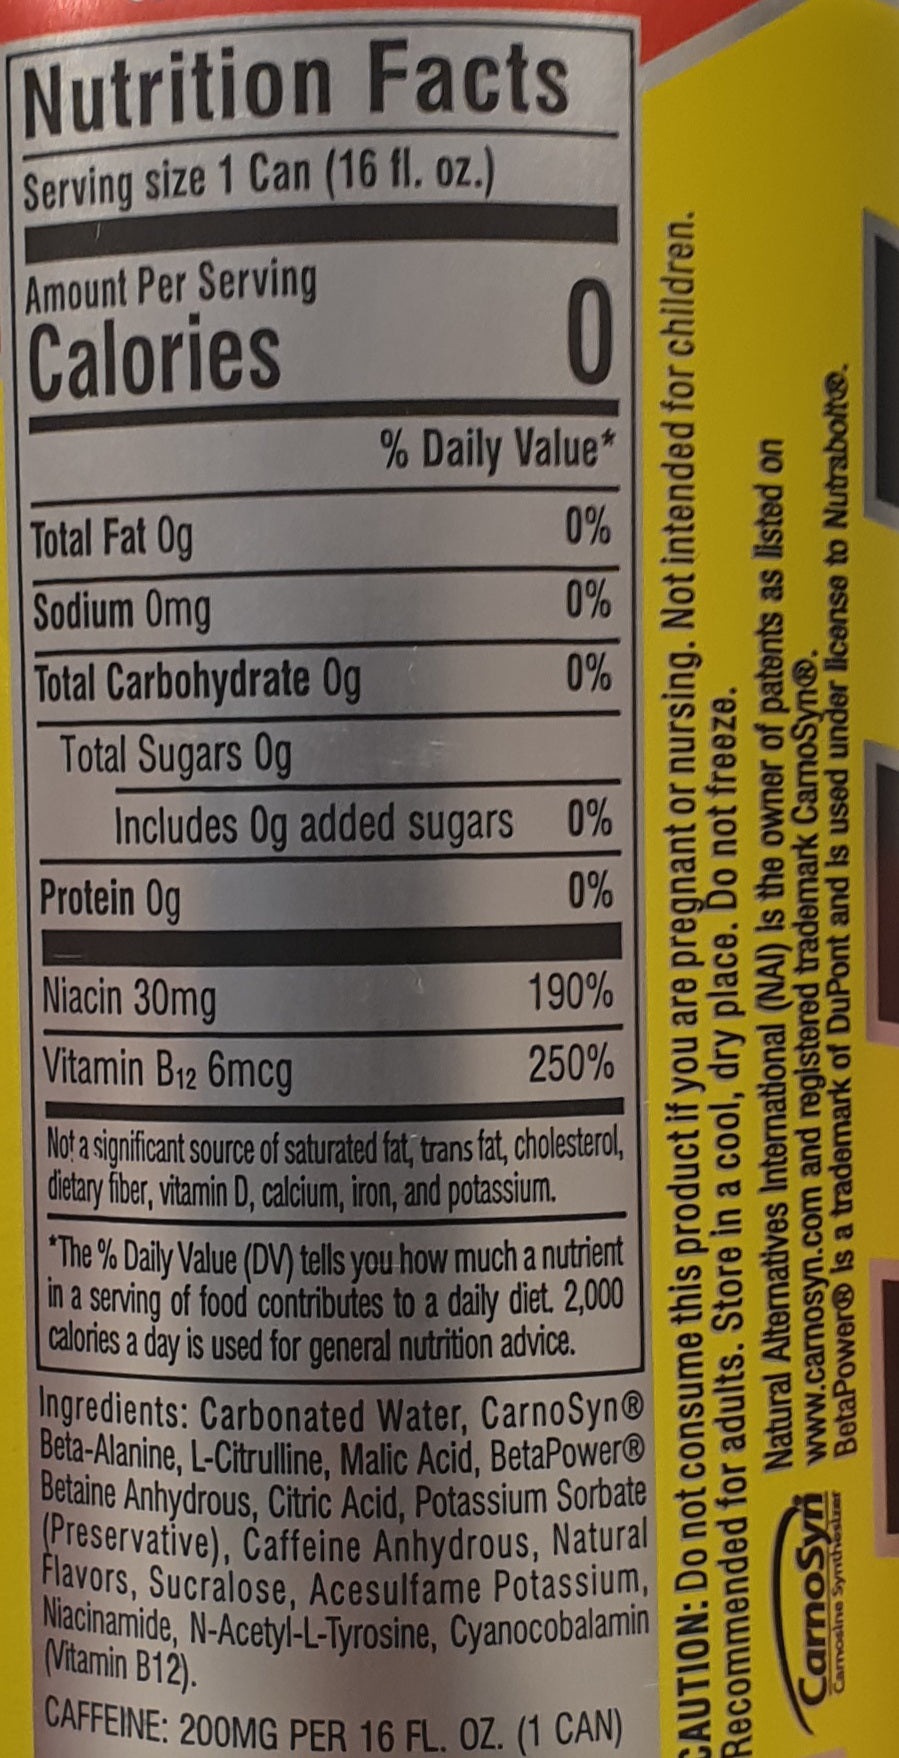 Nutrition Facts
Serving size 1 Can (16 fl. oz.)
Amount Per Serving
Calories 0
% Daily Value*
Total Fat 0g 0%
Sodium 0mg 0%
Total Carbohydrate 0g 0%
Total Sugars 0g
Includes 0g added sugars 0%
Protein 0g 0%
Niacin 30mg 190%
Vitamin B12 6mcg 250%
Not a significant source of saturated fat, trans fat, cholesterol,
dietary fiber, vitamin D, calcium, iron, and potassium.
*The % Daily Value (DV) tells you how much a nutrient
in a serving of food contributes to a daily diet. 2,000
calories a day is used for general nutrition advice.
Ingredients: Carbonated Water, CarnoSyn®
Beta-Alanine, L-Citrulline, Malic Acid, BetaPower®
Betaine Anhydrous, Citric Acid, Potassium Sorbate
(Preservative), Caffeine Anhydrous, Natural
Flavors, Sucralose, Acesulfame Potassium,
Niacinamide, N-Acetyl-L-Tyrosine, Cyanocobalamin
(Vitamin B12).
CAFFEINE: 200MG PER 16 FL. OZ. (1 CAN)
CAUTION: Do not consume this product if you are pregnant or nursing. Not intended for children.
Recommended for adults. Store in a cool, dry place. Do not freeze.
CarnoSyn
Carnosine Synthesizer
Natural Alternatives International (NAI) is the owner of patents as listed on
www.carnosyn.com and registered trademark CarnoSyn®.
BetaPower® is a trademark of DuPont and is used under license to Nutrabolt®.